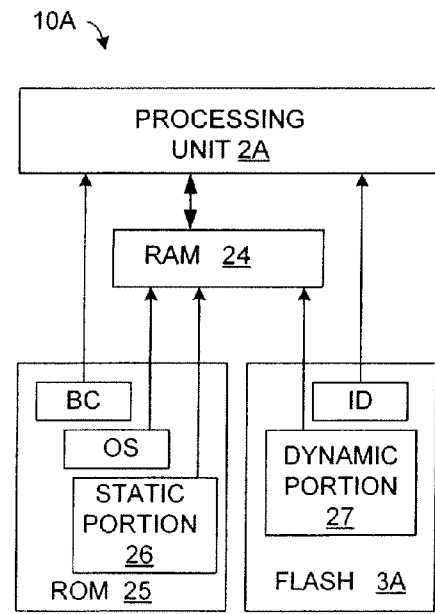 10A
PROCESSING
UNIT 2A
RAM 24
BC
OS
STATIC
PORTION
26
ROM 25
ID
DYNAMIC
PORTION
27
FLASH 3A